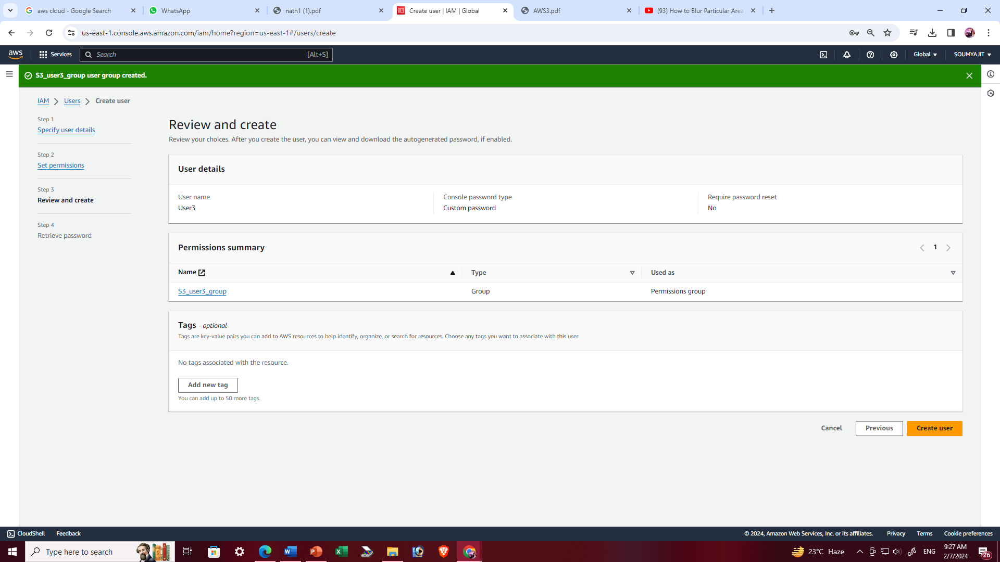 aws cloud - Google Search
WhatsApp
nath1 (1).pdf
Create user | IAM | Global
AWS3.pdf
(93) How to Blur Particular Area
us-east-1.console.aws.amazon.com/iam/home?region=us-east-1#/users/create
aws
Services
Search
[Alt+S]
Global
SOUMYAJIT
S3_user3_group user group created.
IAM
Users
Create user
Step 1
Specify user details
Step 2
Set permissions
Step 3
Review and create
Step 4
Retrieve password
Review and create
Review your choices. After you create the user, you can view and download the autogenerated password, if enabled.
User details
User name
User3
Console password type
Custom password
Require password reset
No
Permissions summary
1
Name
Type
Used as
S3_user3_group
Group
Permissions group
Tags - optional
Tags are key-value pairs you can add to AWS resources to help identify, organize, or search for resources. Choose any tags you want to associate with this user.
No tags associated with the resource.
Add new tag
You can add up to 50 more tags.
Cancel
Previous
Create user
CloudShell
Feedback
© 2024, Amazon Web Services, Inc. or its affiliates.
Privacy
Terms
Cookie preferences
Type here to search
23°C Haze
ENG
9:27 AM
2/7/2024
26